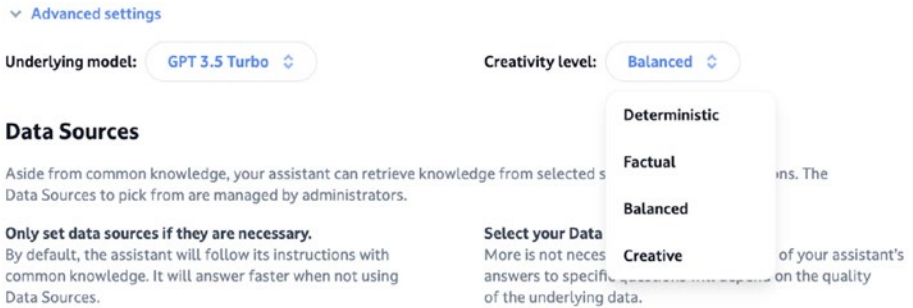 Advanced settings
Underlying model: GPT 3.5 Turbo
Creativity level: Balanced
Deterministic
Factual
Balanced
Creative
Data Sources
Aside from common knowledge, your assistant can retrieve knowledge from selected s ns. The
Data Sources to pick from are managed by administrators.
Only set data sources if they are necessary.
By default, the assistant will follow its instructions with
common knowledge. It will answer faster when not using
Data Sources.
Select your Data
More is not neces of your assistant's
answers to specific on the quality
of the underlying data.